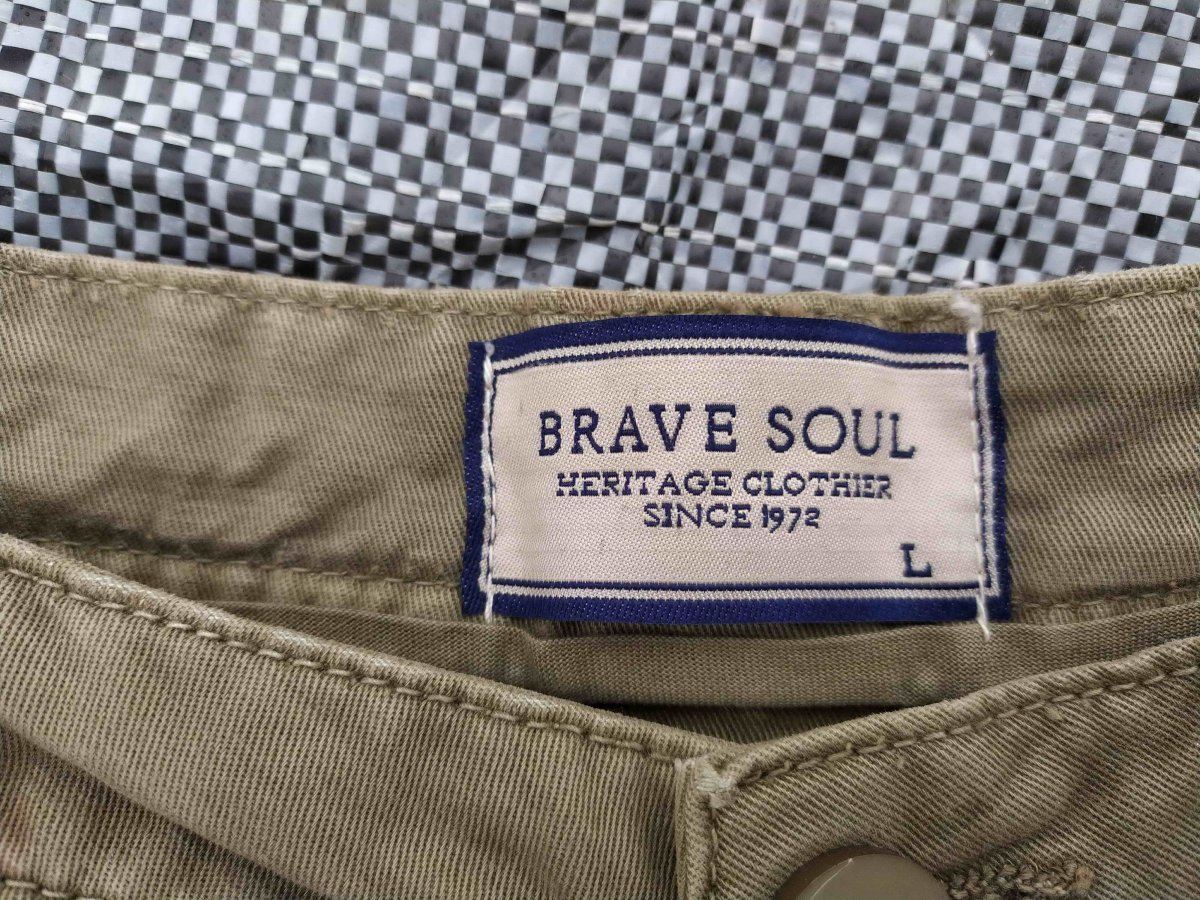 BRAVE SOUL
HERITAGE CLOTHIER
SINCE 1972
L